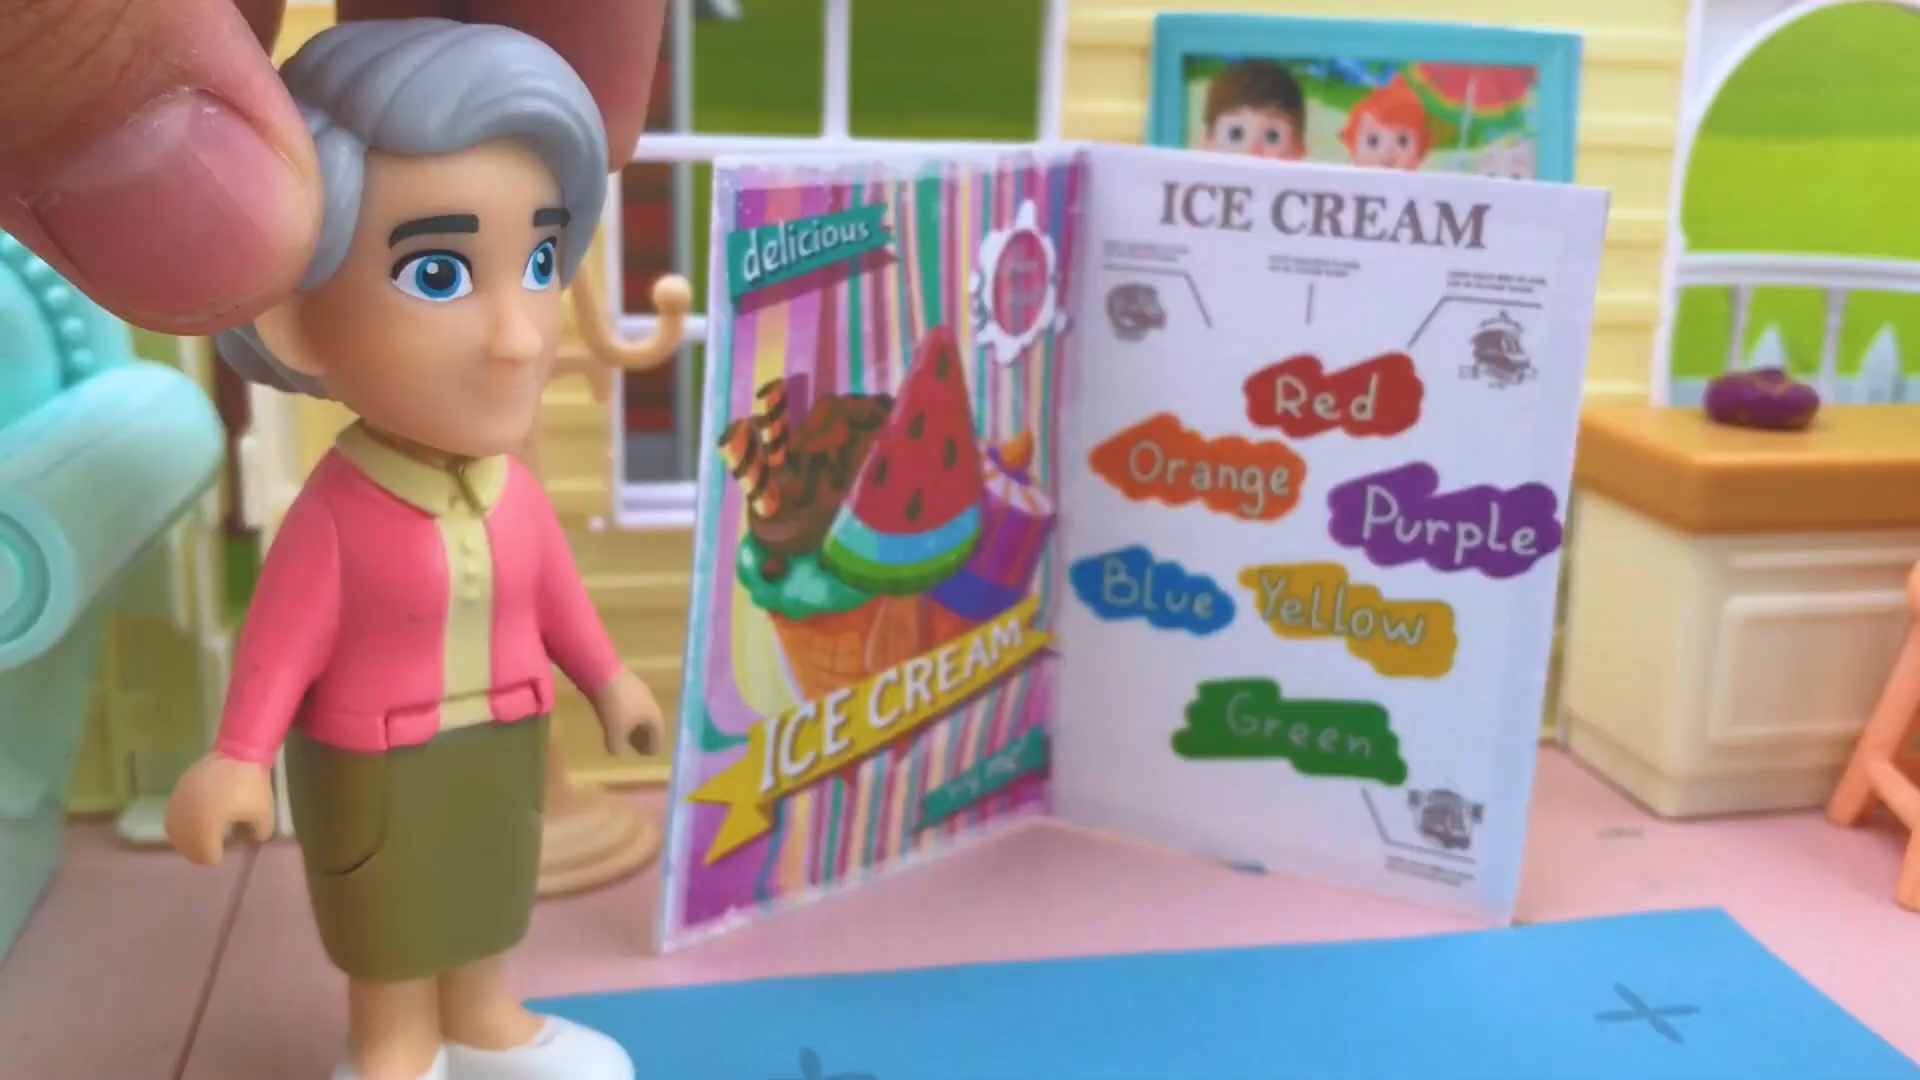 delicious
ICE CREAM
ICE CREAM
Red
Orange
Purple
Blue
Yellow
Green